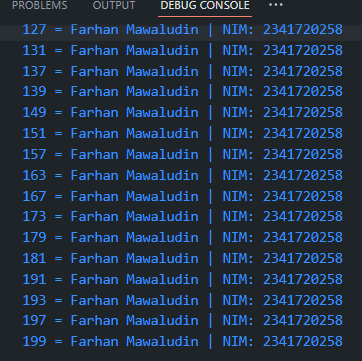 PROBLEMS OUTPUT DEBUG CONSOLE ...
127 = Farhan Mawaludin | NIM: 2341720258
131 = Farhan Mawaludin | NIM: 2341720258
137 = Farhan Mawaludin | NIM: 2341720258
139 = Farhan Mawaludin | NIM: 2341720258
149 = Farhan Mawaludin | NIM: 2341720258
151 = Farhan Mawaludin | NIM: 2341720258
157 = Farhan Mawaludin | NIM: 2341720258
163 = Farhan Mawaludin | NIM: 2341720258
167 = Farhan Mawaludin | NIM: 2341720258
173 = Farhan Mawaludin | NIM: 2341720258
179 = Farhan Mawaludin | NIM: 2341720258
181 = Farhan Mawaludin | NIM: 2341720258
191 = Farhan Mawaludin | NIM: 2341720258
193 = Farhan Mawaludin | NIM: 2341720258
197 = Farhan Mawaludin | NIM: 2341720258
199 = Farhan Mawaludin | NIM: 2341720258